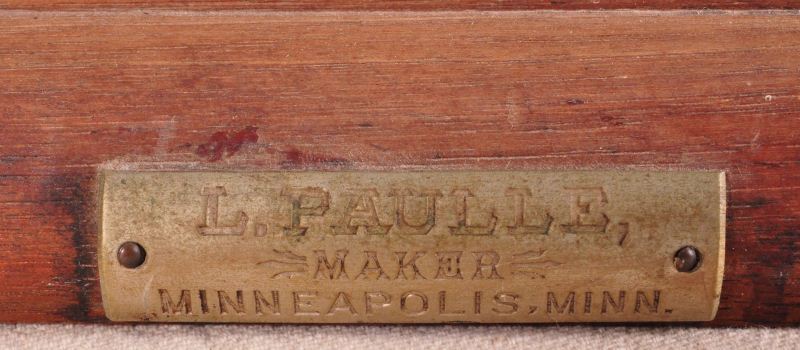 L. PAULLE,
MAKER
MINNEAPOLIS, MINN.